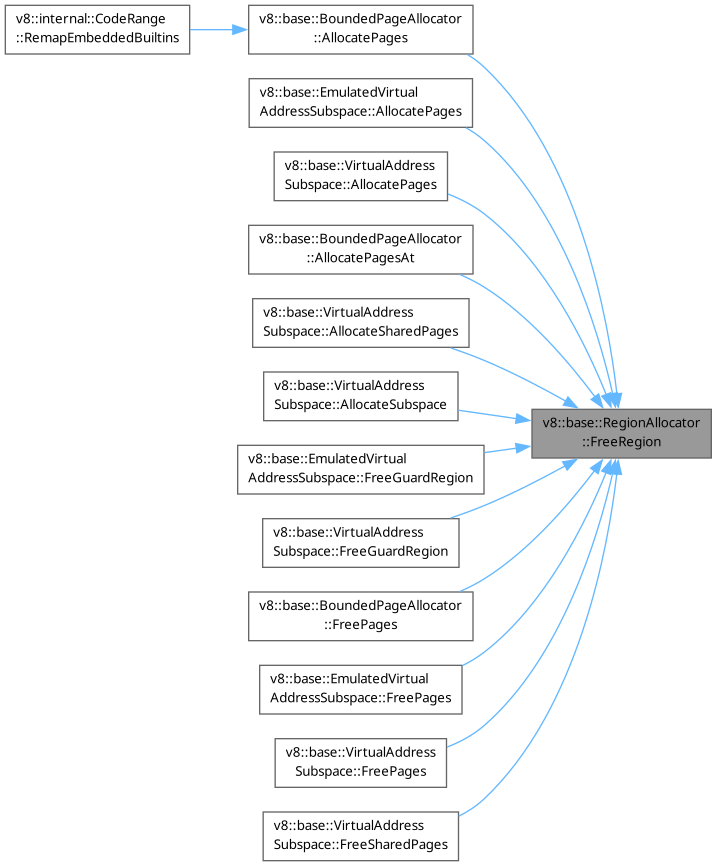 v8::internal::CodeRange
::RemapEmbeddedBuiltins
v8::base::BoundedPageAllocator
::AllocatePages
v8::base::EmulatedVirtual
AddressSubspace::AllocatePages
v8::base::VirtualAddress
Subspace::AllocatePages
v8::base::BoundedPageAllocator
::AllocatePagesAt
v8::base::VirtualAddress
Subspace::AllocateSharedPages
v8::base::VirtualAddress
Subspace::AllocateSubspace
v8::base::RegionAllocator
::FreeRegion
v8::base::EmulatedVirtual
AddressSubspace::FreeGuardRegion
v8::base::VirtualAddress
Subspace::FreeGuardRegion
v8::base::BoundedPageAllocator
::FreePages
v8::base::EmulatedVirtual
AddressSubspace::FreePages
v8::base::VirtualAddress
Subspace::FreePages
v8::base::VirtualAddress
Subspace::FreeSharedPages